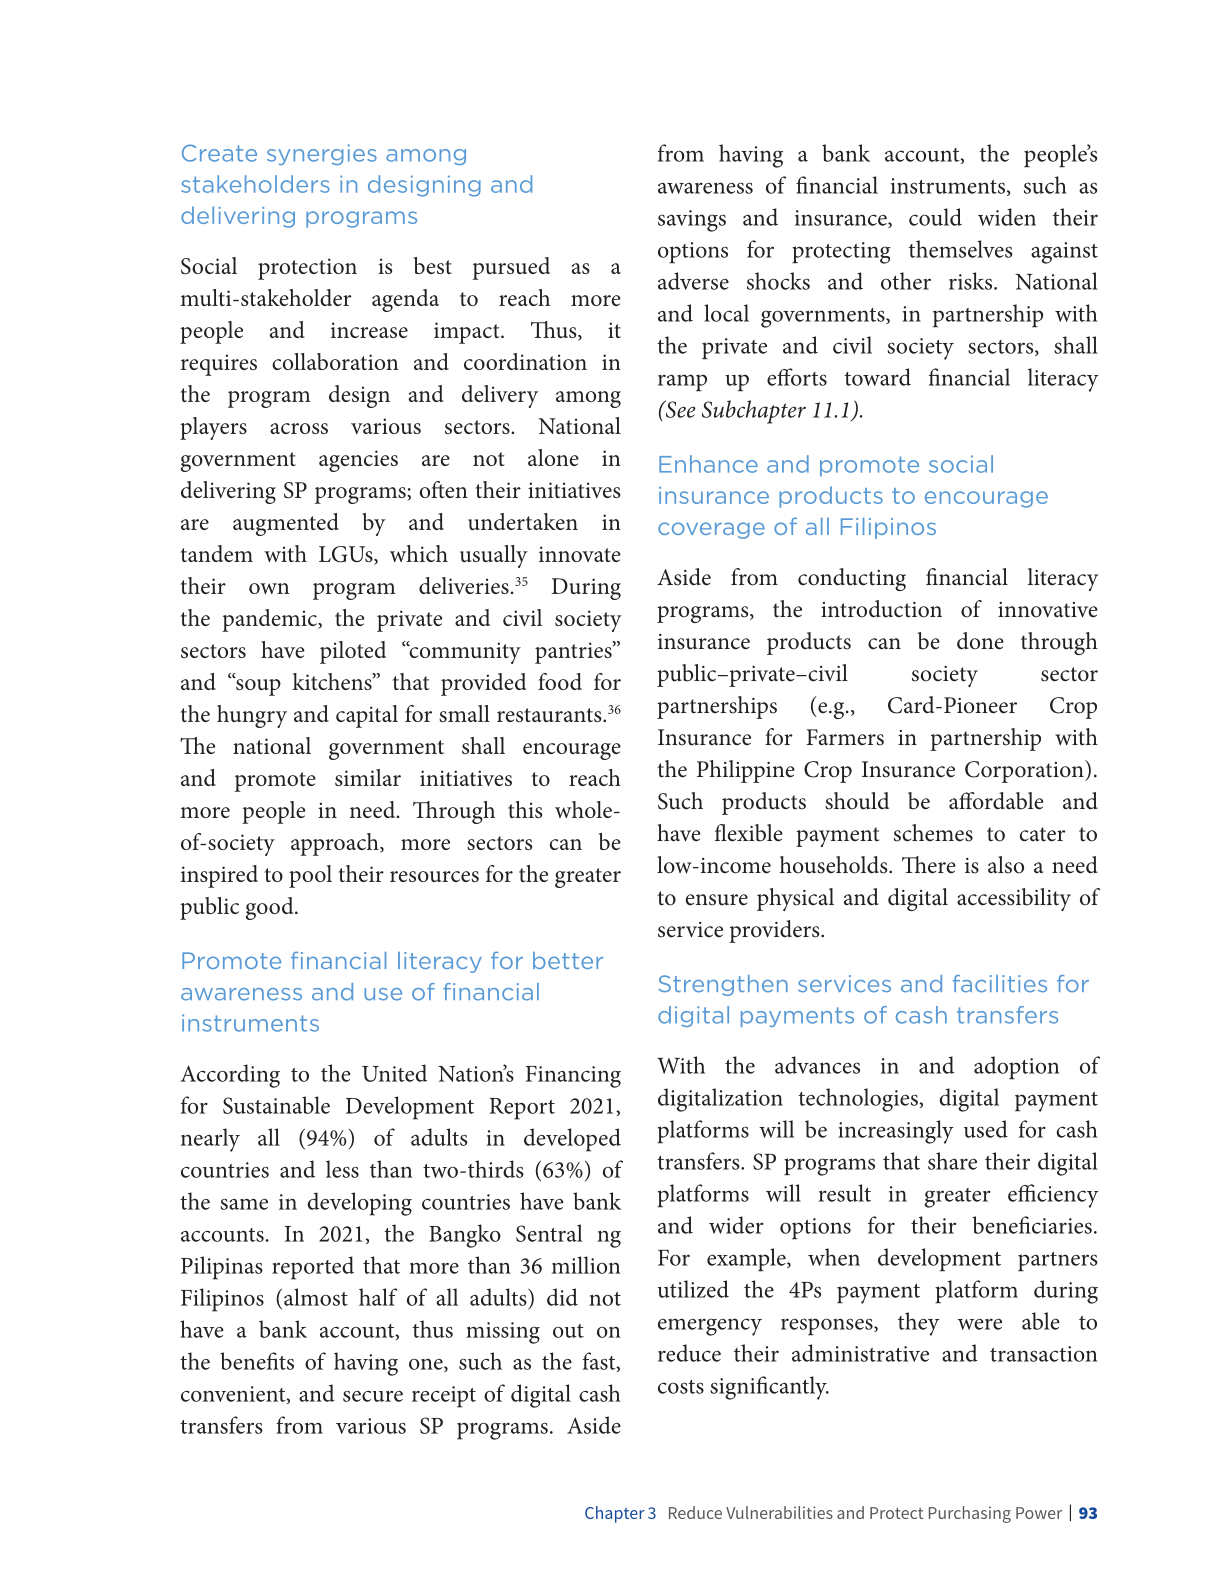 Create synergies among
stakeholders in designing and
delivering programs
Social protection is best pursued as a
multi-stakeholder agenda to reach more
people and increase impact. Thus, it
requires collaboration and coordination in
the program design and delivery among
players across various sectors. National
government agencies are not alone in
delivering SP programs; often their initiatives
are augmented by and undertaken in
tandem with LGUs, which usually innovate
their own program deliveries.35 During
the pandemic, the private and civil society
sectors have piloted “community pantries”
and “soup kitchens” that provided food for
the hungry and capital for small restaurants.36
The national government shall encourage
and promote similar initiatives to reach
more people in need. Through this whole-
of-society approach, more sectors can be
inspired to pool their resources for the greater
public good.
Promote financial literacy for better
awareness and use of financial
instruments
According to the United Nation’s Financing
for Sustainable Development Report 2021,
nearly all (94%) of adults in developed
countries and less than two-thirds (63%) of
the same in developing countries have bank
accounts. In 2021, the Bangko Sentral ng
Pilipinas reported that more than 36 million
Filipinos (almost half of all adults) did not
have a bank account, thus missing out on
the benefits of having one, such as the fast,
convenient, and secure receipt of digital cash
transfers from various SP programs. Aside
from having a bank account, the people’s
awareness of financial instruments, such as
savings and insurance, could widen their
options for protecting themselves against
adverse shocks and other risks. National
and local governments, in partnership with
the private and civil society sectors, shall
ramp up efforts toward financial literacy
(See Subchapter 11.1).
Enhance and promote social
insurance products to encourage
coverage of all Filipinos
Aside from conducting financial literacy
programs, the introduction of innovative
insurance products can be done through
public–private–civil society sector
partnerships (e.g., Card-Pioneer Crop
Insurance for Farmers in partnership with
the Philippine Crop Insurance Corporation).
Such products should be affordable and
have flexible payment schemes to cater to
low-income households. There is also a need
to ensure physical and digital accessibility of
service providers.
Strengthen services and facilities for
digital payments of cash transfers
With the advances in and adoption of
digitalization technologies, digital payment
platforms will be increasingly used for cash
transfers. SP programs that share their digital
platforms will result in greater efficiency
and wider options for their beneficiaries.
For example, when development partners
utilized the 4Ps payment platform during
emergency responses, they were able to
reduce their administrative and transaction
costs significantly.
Chapter 3 Reduce Vulnerabilities and Protect Purchasing Power | 93